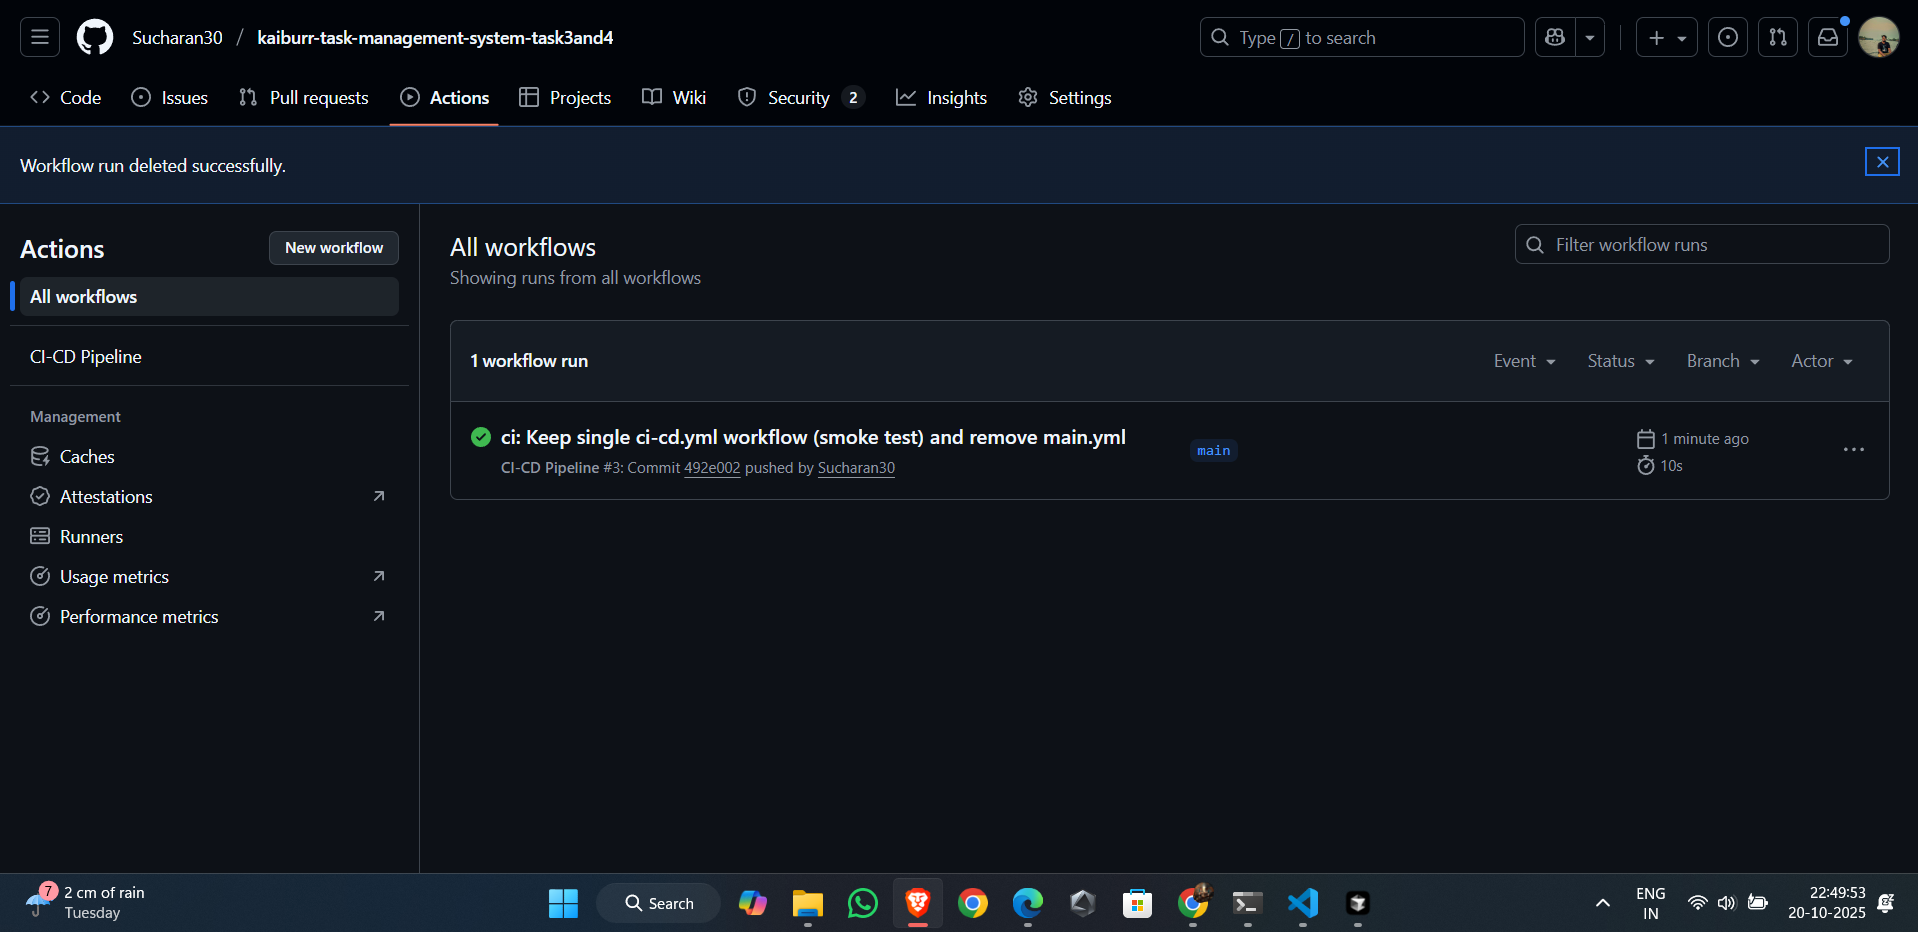 Sucharan30 / kaiburr-task-management-system-task3and4
Type / to search
Code Issues Pull requests Actions Projects Wiki Security 2 Insights Settings
Workflow run deleted successfully.
Actions
New workflow
All workflows
CI-CD Pipeline
Management
Caches
Attestations
Runners
Usage metrics
Performance metrics
All workflows
Showing runs from all workflows
Filter workflow runs
1 workflow run
Event Status Branch Actor
ci: Keep single ci-cd.yml workflow (smoke test) and remove main.yml
CI-CD Pipeline #3: Commit 492e002 pushed by Sucharan30
main
1 minute ago
10s
7
2 cm of rain
Tuesday
Search
ENG
IN
22:49:53
20-10-2025